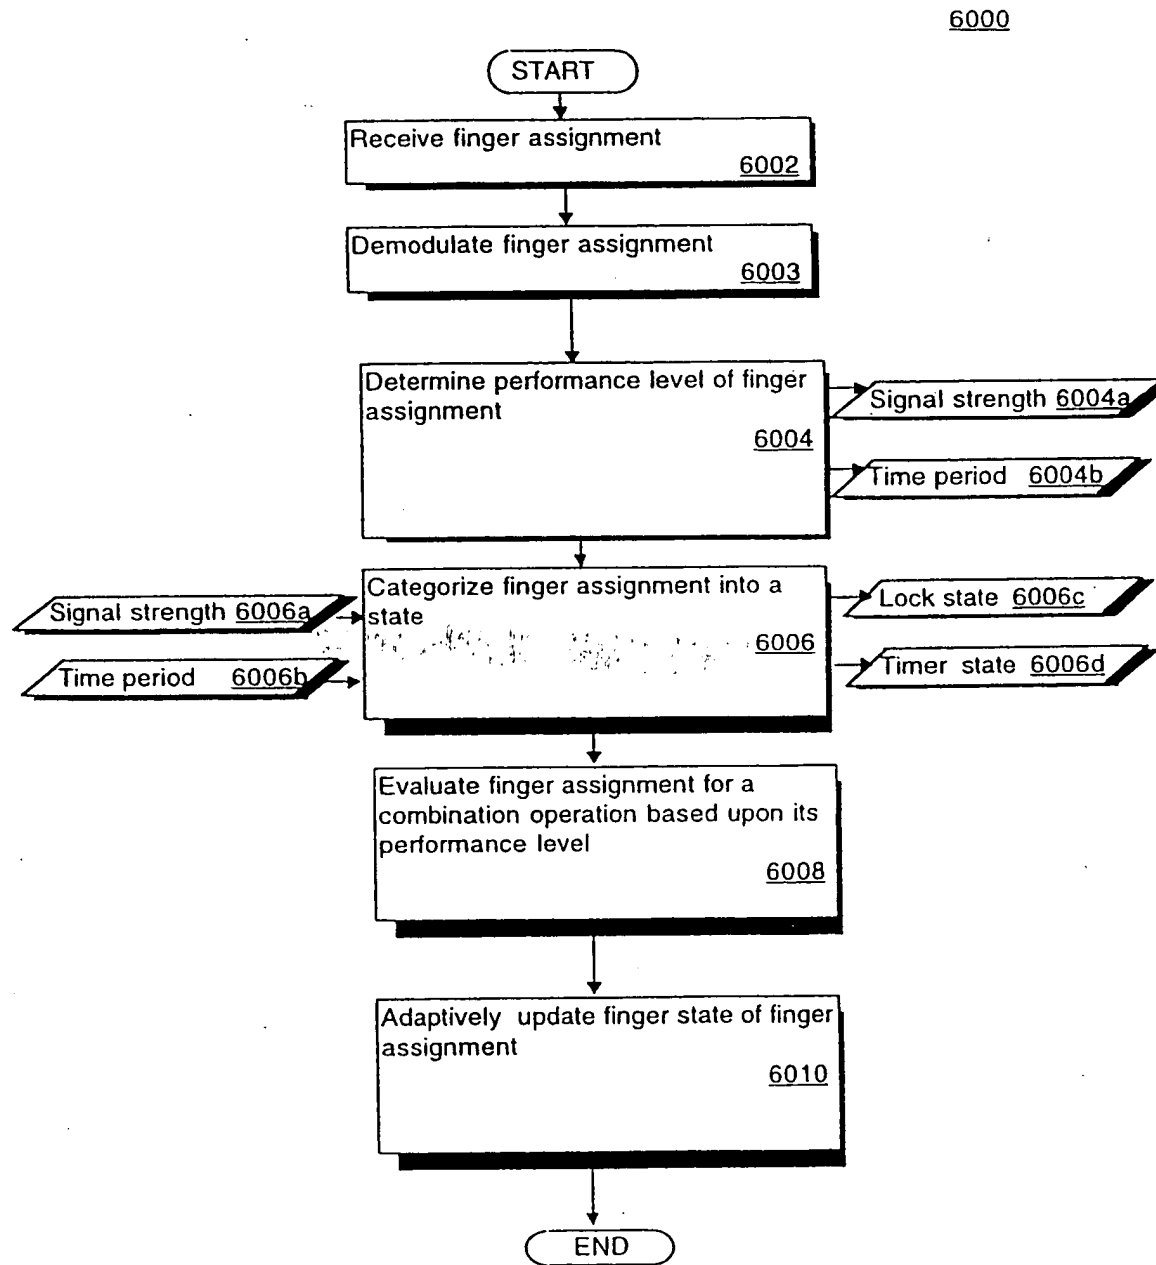 6000
START
Receive finger assignment
6002
Demodulate finger assignment
6003
Determine performance level of finger
assignment
6004
Signal strength 6004a
Time period 6004b
Categorize finger assignment into a
state
6006
Signal strength 6006a
Time period 6006b
Lock state 6006c
Timer state 6006d
Evaluate finger assignment for a
combination operation based upon its
performance level
6008
Adaptively update finger state of finger
assignment
6010
END